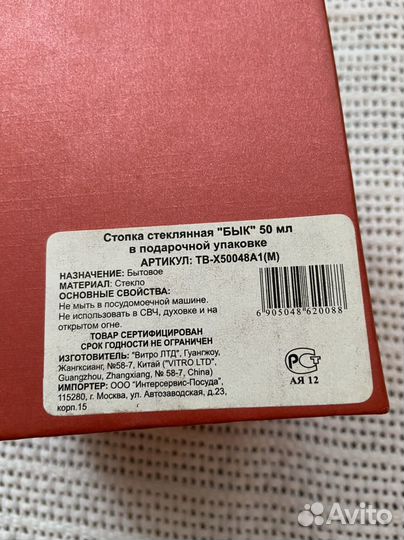 Стопка стеклянная "БЫК" 50 мл
в подарочной упаковке
АРТИКУЛ: TB-X50048A1(M)
НАЗНАЧЕНИЕ: Бытовое
МАТЕРИАЛ: Стекло
ОСНОВНЫЕ СВОЙСТВА:
Не мыть в посудомоечной машине.
Не использовать в СВЧ, духовке и на
открытом огне.
6 905048 620088
ТОВАР СЕРТИФИЦИРОВАН
СРОК ГОДНОСТИ НЕ ОГРАНИЧЕН
ИЗГОТОВИТЕЛЬ: "Витро ЛТД", Гуангжоу,
Жангксианг, №58-7, Китай ("VITRO LTD",
Guangzhou, Zhangxiang, № 58-7, China)
ИМПОРТЕР: ООО "Интерсервис-Посуда",
115280, г. Москва, ул. Автозаводская, д.23,
корп.15
РСТ
АЯ 12
Avito